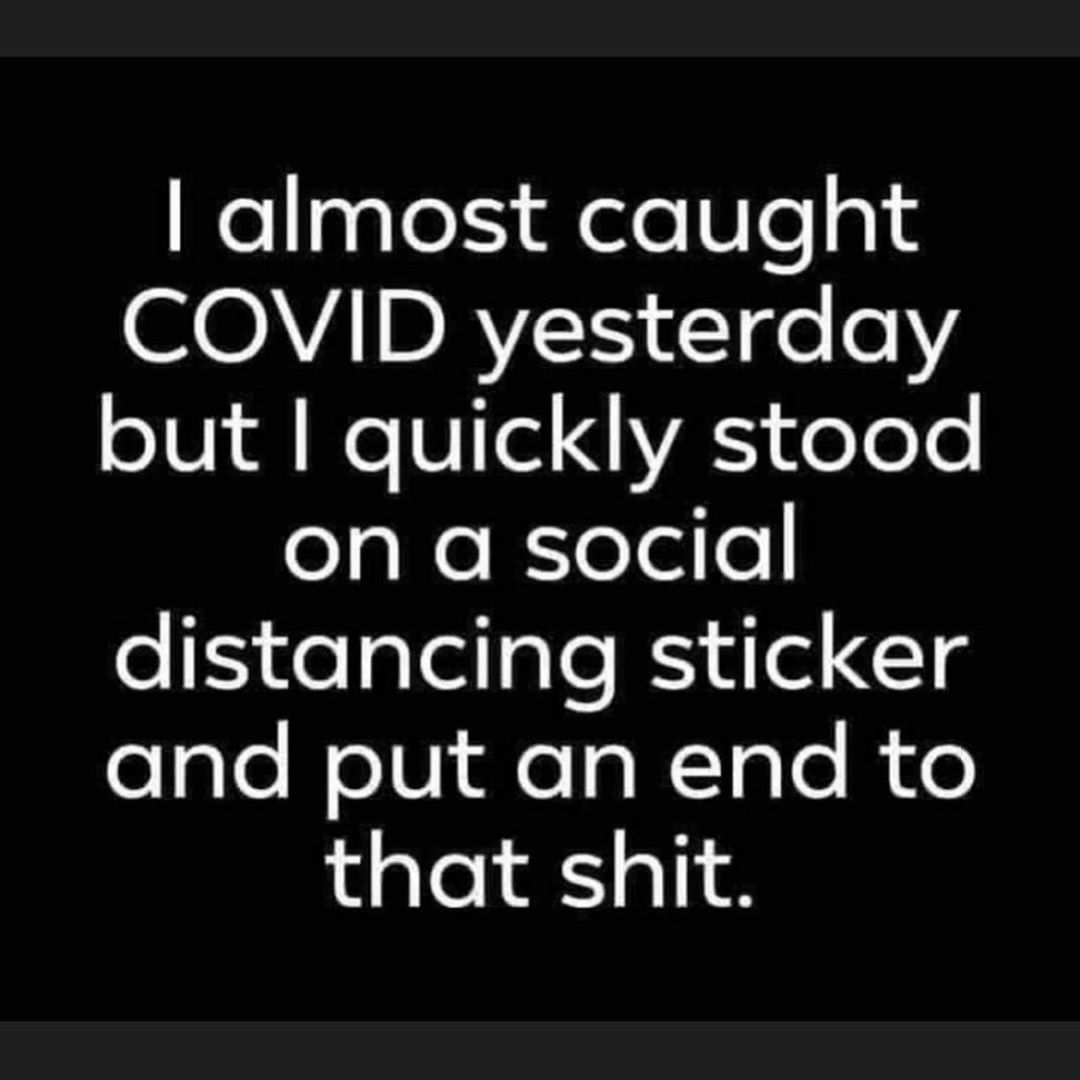 I almost caught
COVID yesterday
but I quickly stood
on a social
distancing sticker
and put an end to
that shit.